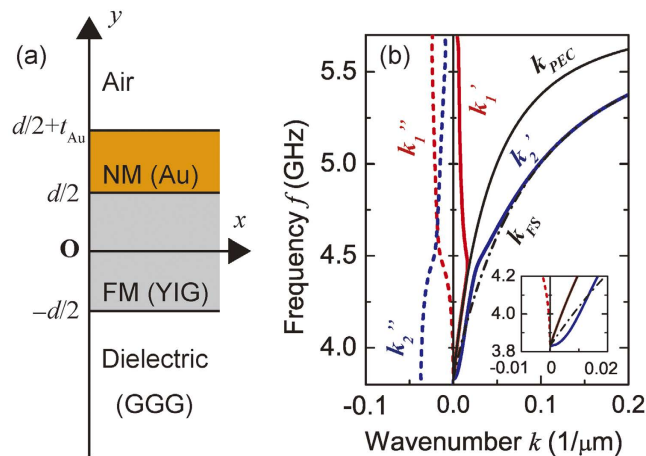 (a)
y
Air
d/2+t_Au
NM (Au)
d/2
x
O
FM (YIG)
−d/2
Dielectric
(GGG)
(b)
k_PEC
k_1'
k_1''
k_2'
k_FS
k_2''
5.5
5.0
4.5
4.0
Frequency f (GHz)
4.2
4.0
3.8
-0.01
0
0.02
-0.1
0.0
0.1
0.2
Wavenumber k (1/μm)